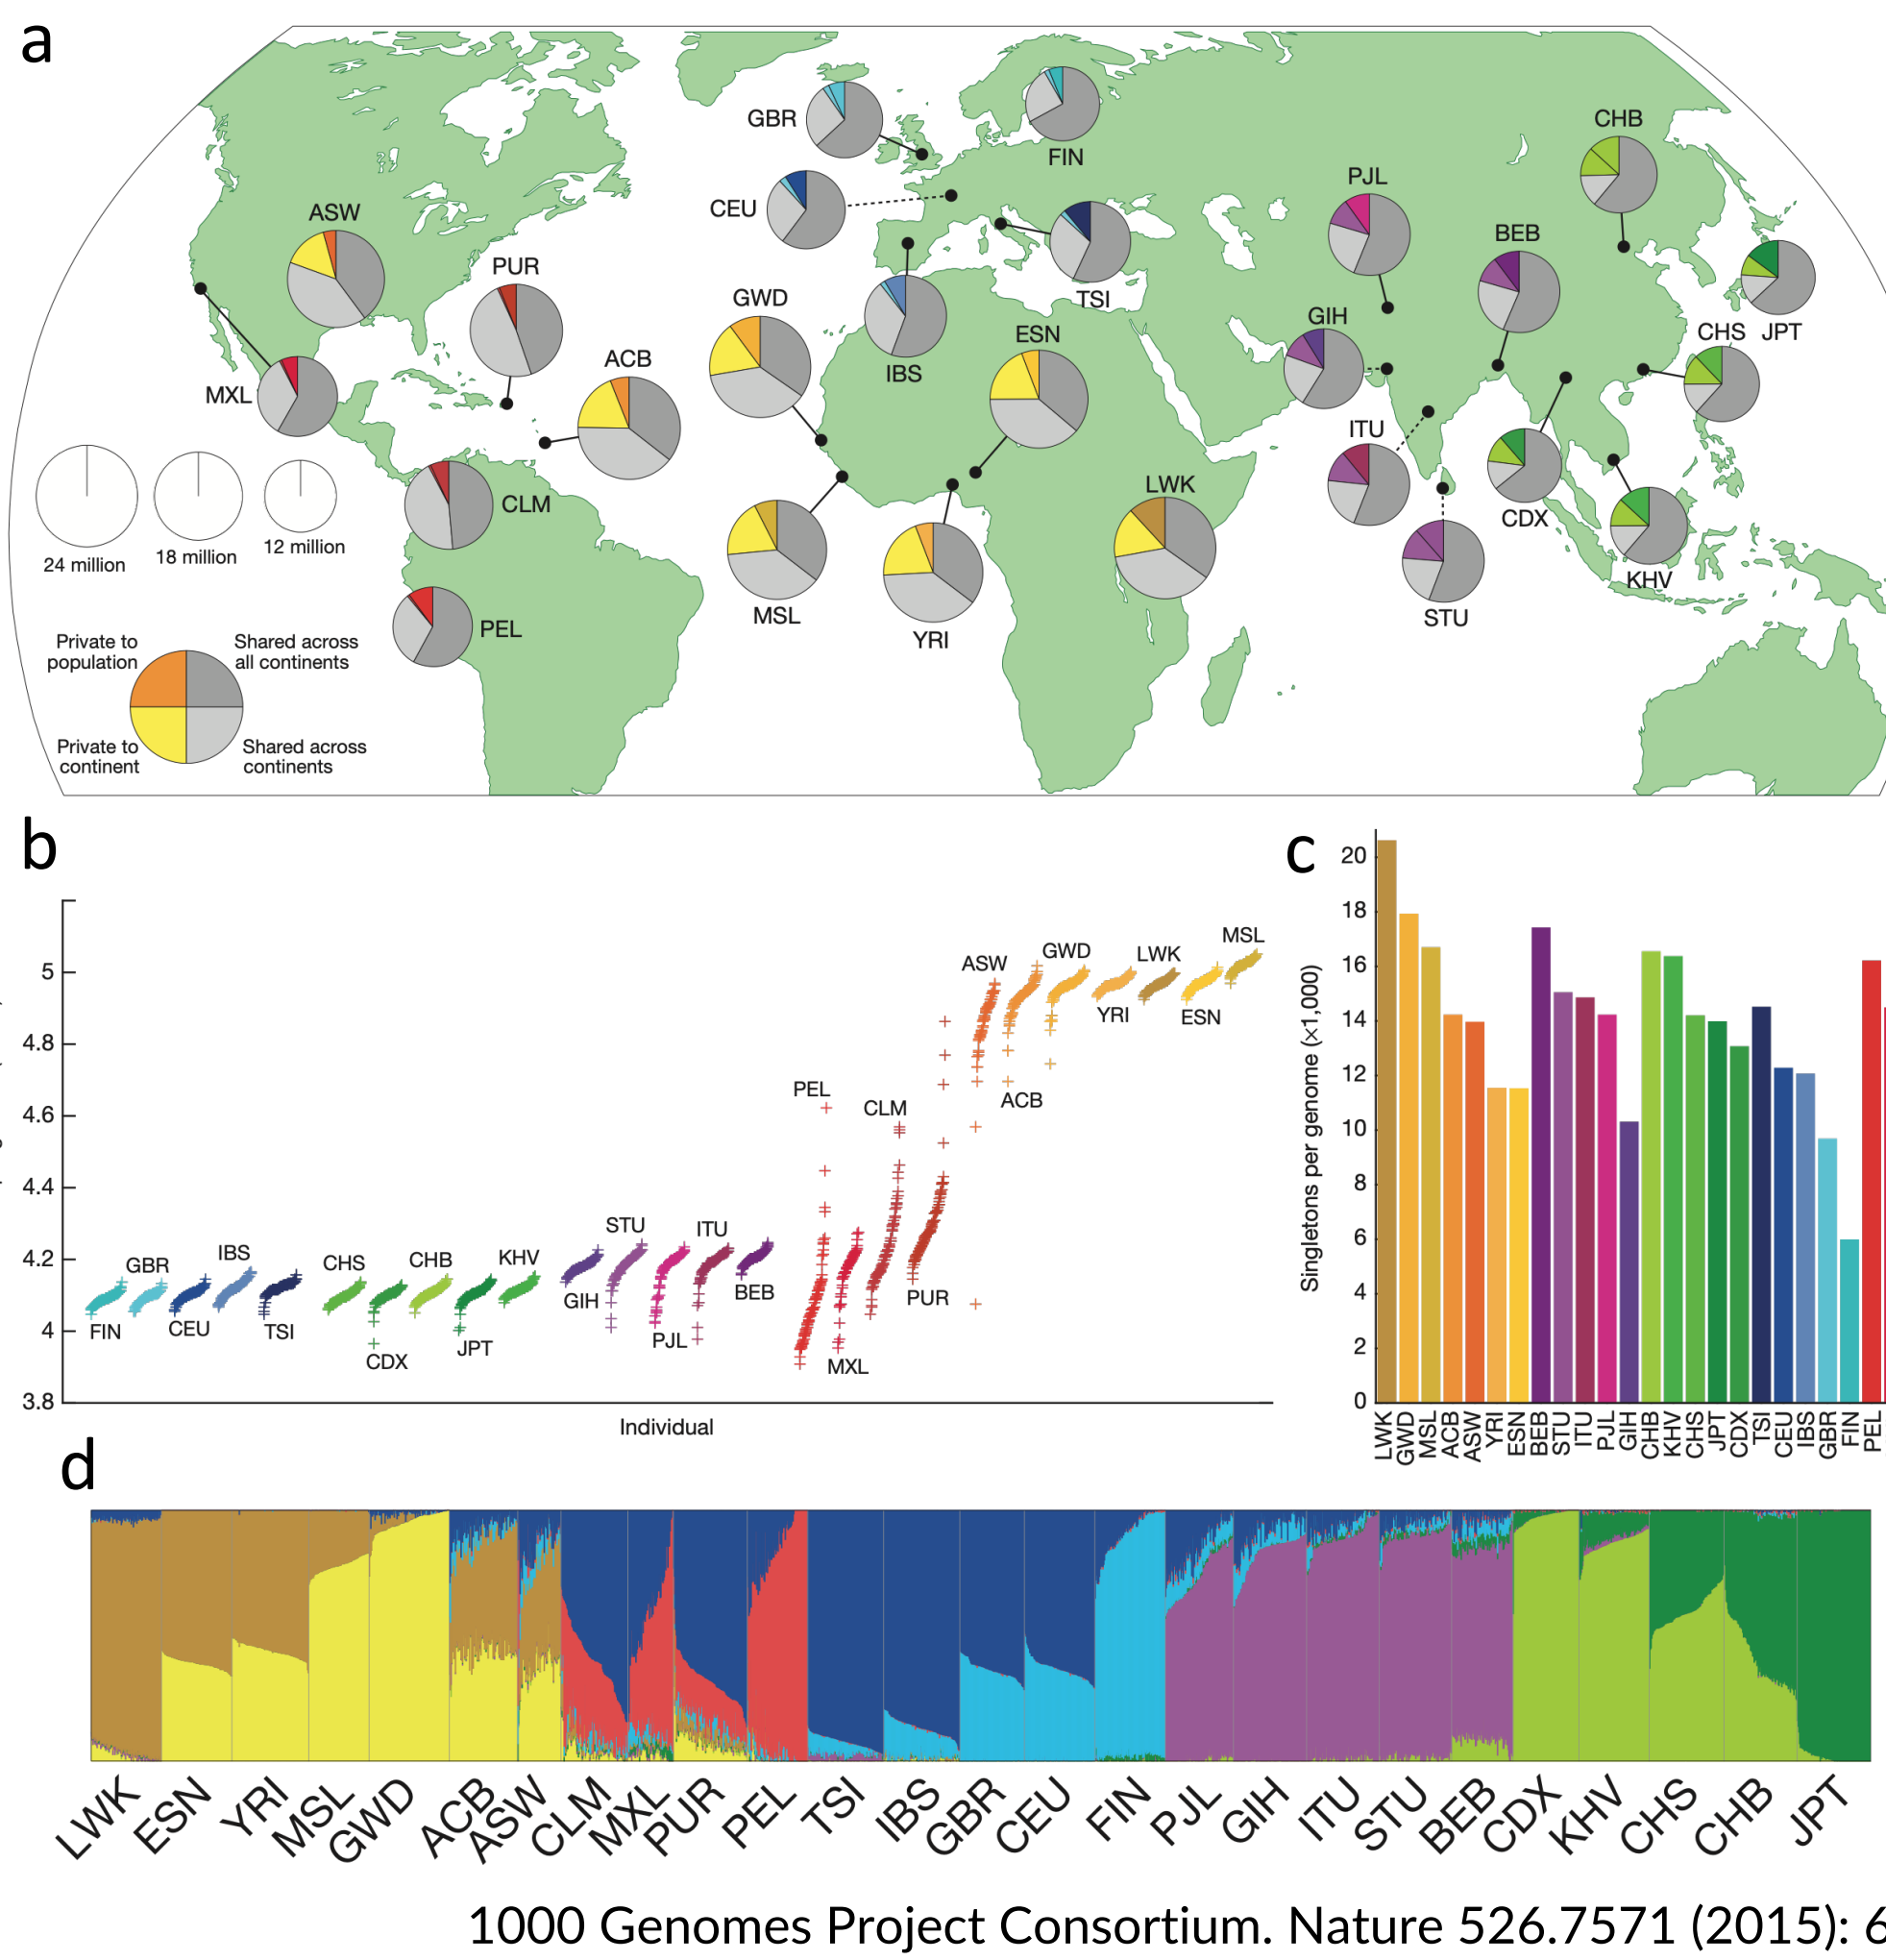 a
GBR
FIN
CHB
CEU
PJL
ASW
BEB
PUR
GWD
TSI
GIH
ESN
CHS
JPT
ACB
IBS
MXL
ITU
LWK
CLM
CDX
24 million
18 million
12 million
KHV
MSL
YRI
STU
PEL
Private to
population
Shared across
all continents
Private to
continent
Shared across
continents
b
5
4.8
4.6
4.4
4.2
4
3.8
FIN
GBR
CEU
IBS
TSI
CHS
CDX
CHB
JPT
KHV
GIH
STU
PJL
ITU
BEB
PEL
MXL
CLM
PUR
ASW
ACB
GWD
YRI
LWK
ESN
MSL
Individual
c
Singletons per genome (×1,000)
20
18
16
14
12
10
8
6
4
2
0
LWK
GWD
MSL
ACB
ASW
YRI
ESN
BEB
STU
ITU
PJL
GIH
CHB
KHV
CHS
JPT
CDX
TSI
CEU
IBS
GBR
FIN
PEL
d
LWK
ESN
YRI
MSL
GWD
ACB
ASW
CLM
MXL
PUR
PEL
TSI
IBS
GBR
CEU
FIN
PJL
GIH
ITU
STU
BEB
CDX
KHV
CHS
CHB
JPT
1000 Genomes Project Consortium. Nature 526.7571 (2015): 6